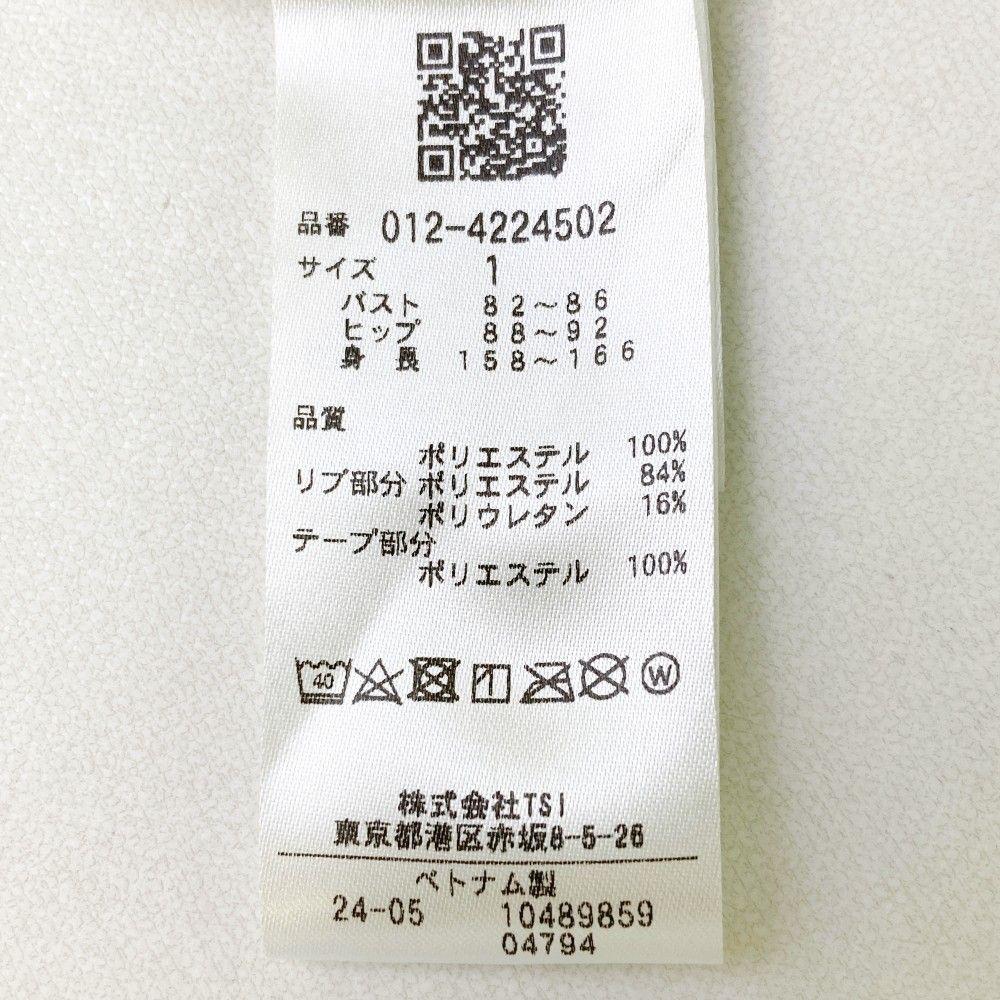 品番 012-4224502
サイズ 1
バスト 82～86
ヒップ 88～92
身長 158～166
品質
ポリエステル 100%
リブ部分 ポリエステル 84%
ポリウレタン 16%
テープ部分
ポリエステル 100%
40 W
株式会社TSI
東京都港区赤坂8-5-26
ベトナム製
24-05 10489859
04794